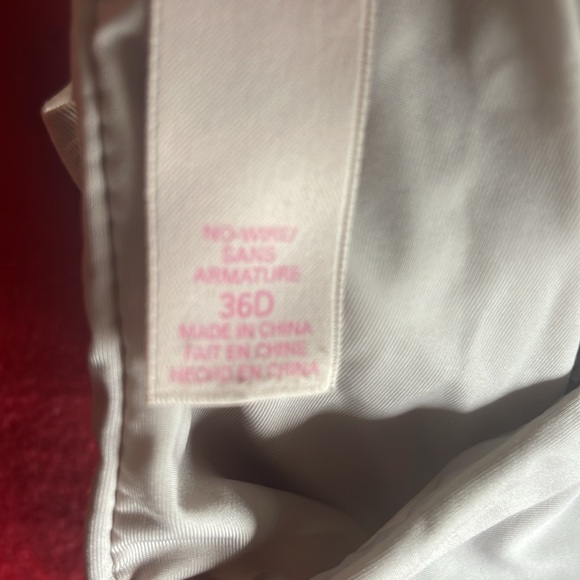 NO-WIRE/
SANS
ARMATURE
36D
MADE IN CHINA
FAIT EN CHINE
HECHO EN CHINA